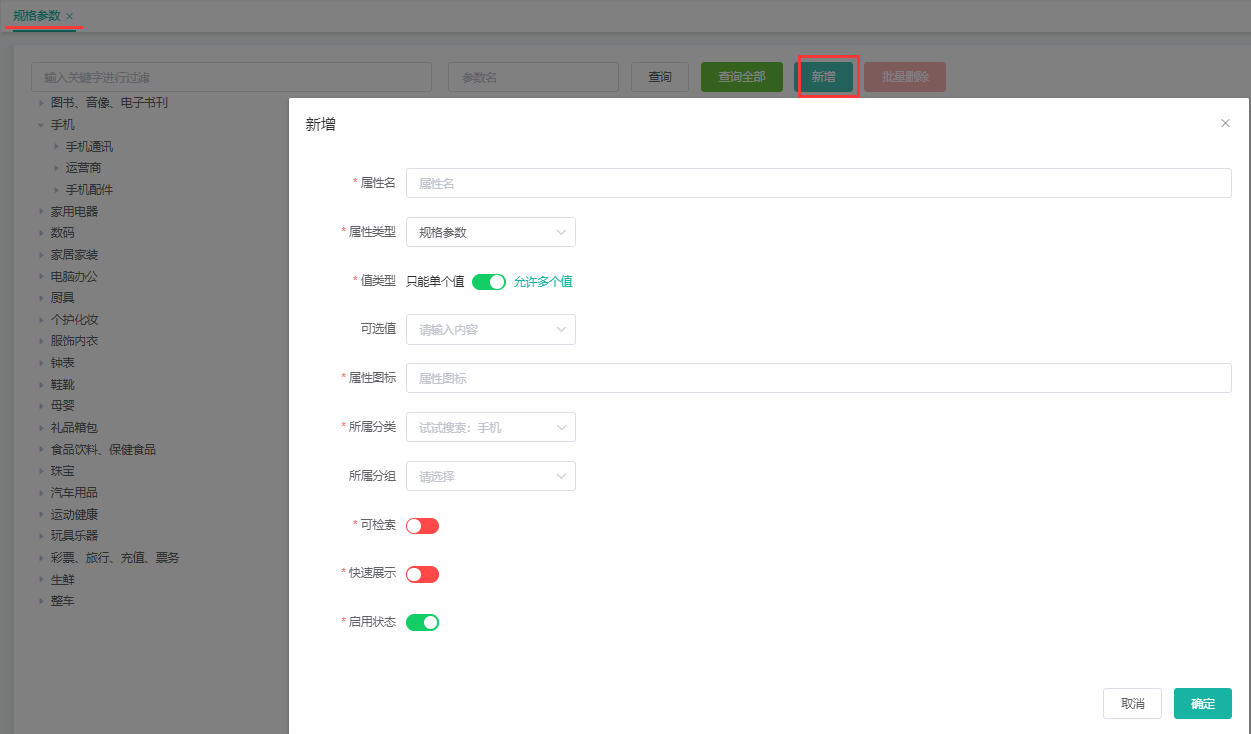 规格参数 ×
输入关键字进行过滤 参数名 查询 查询全部 新增 批量删除
图书、音像、电子书刊
手机
手机通讯
运营商
手机配件
家用电器
数码
家居家装
电脑办公
厨具
个护化妆
服饰内衣
钟表
鞋靴
母婴
礼品箱包
食品饮料、保健食品
珠宝
汽车用品
运动健康
玩具乐器
彩票、旅行、充值、票务
生鲜
整车
新增 ×
* 属性名 属性名
* 属性类型 规格参数
* 值类型 只能单个值 允许多个值
可选值 请输入内容
* 属性图标 属性图标
* 所属分类 试试搜索：手机
所属分组 请选择
* 可检索
* 快速展示
* 启用状态
取消 确定